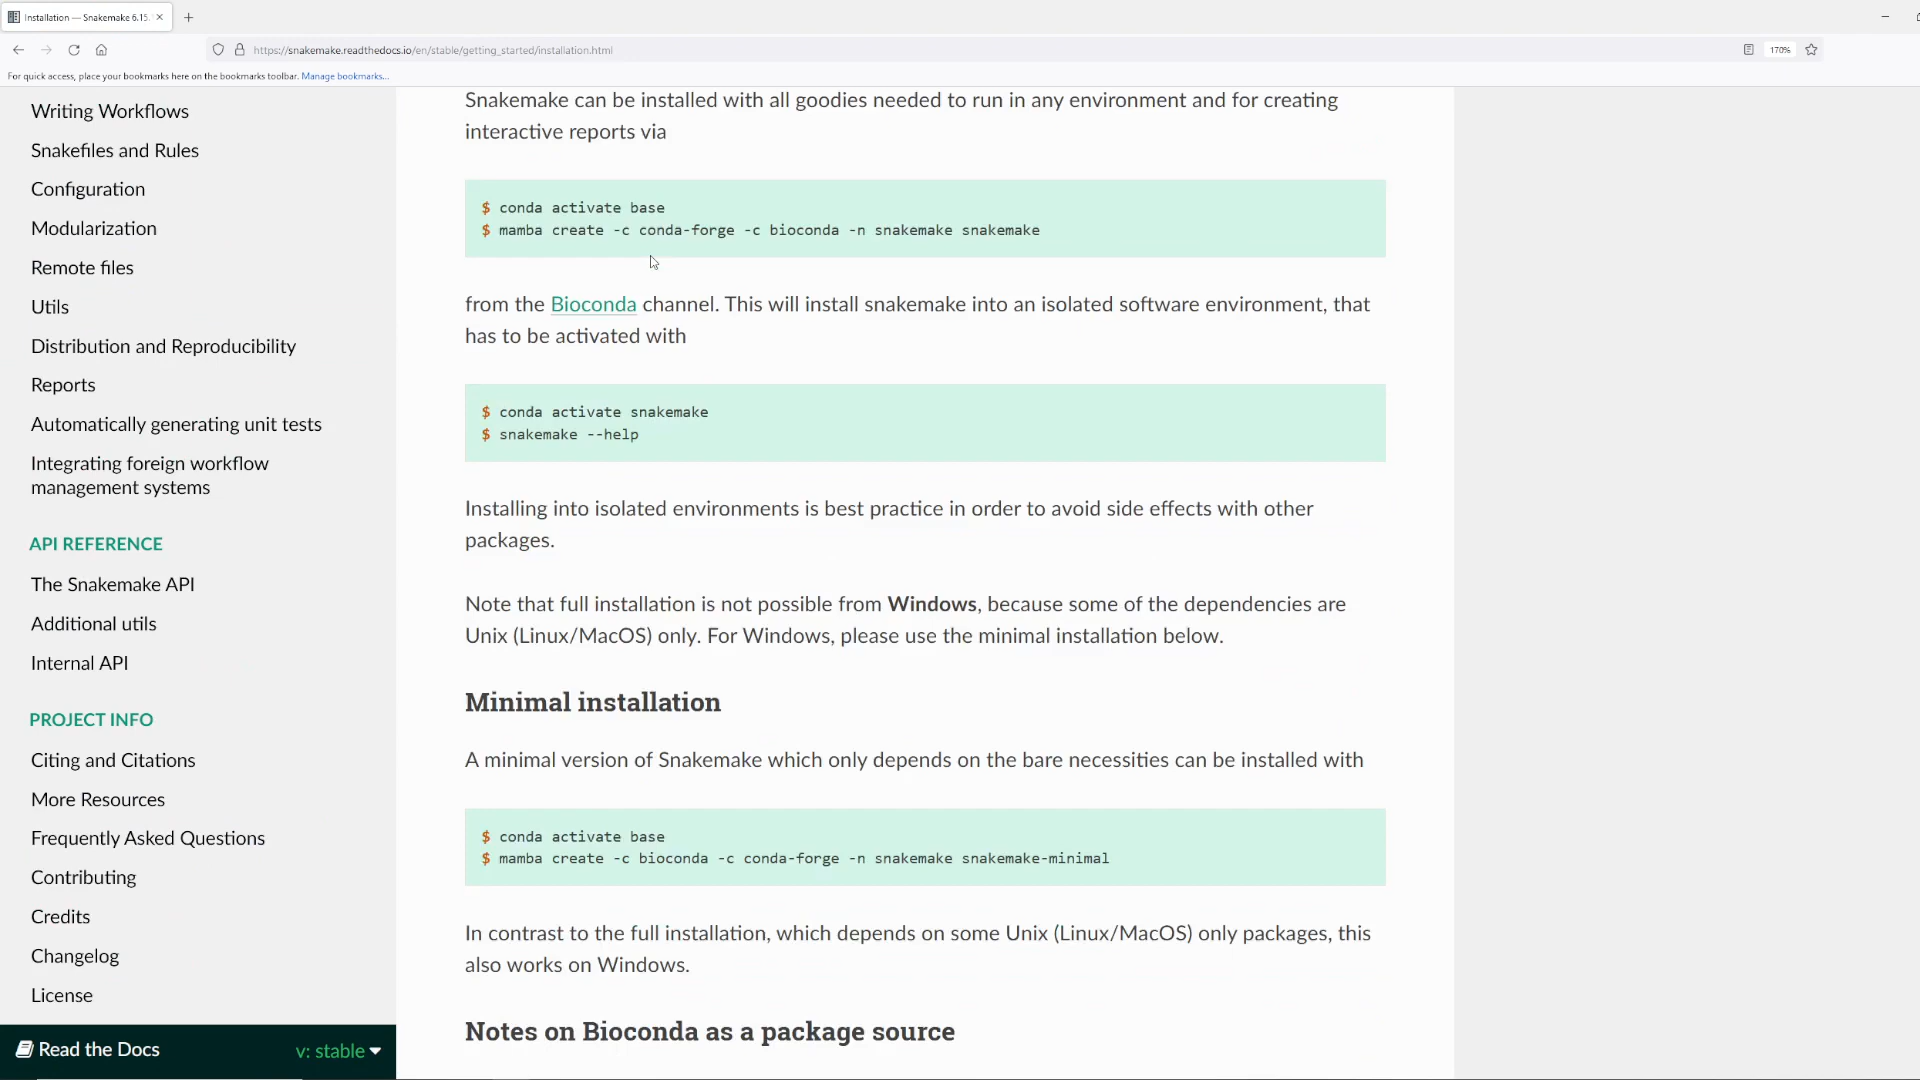 Installation — Snakemake 6.15.
https://snakemake.readthedocs.io/en/stable/getting_started/installation.html
170%
For quick access, place your bookmarks here on the bookmarks toolbar. Manage bookmarks...
Writing Workflows
Snakefiles and Rules
Configuration
Modularization
Remote files
Utils
Distribution and Reproducibility
Reports
Automatically generating unit tests
Integrating foreign workflow
management systems
API REFERENCE
The Snakemake API
Additional utils
Internal API
PROJECT INFO
Citing and Citations
More Resources
Frequently Asked Questions
Contributing
Credits
Changelog
License
Read the Docs
v: stable
Snakemake can be installed with all goodies needed to run in any environment and for creating
interactive reports via
$ conda activate base
$ mamba create -c conda-forge -c bioconda -n snakemake snakemake
from the Bioconda channel. This will install snakemake into an isolated software environment, that
has to be activated with
$ conda activate snakemake
$ snakemake --help
Installing into isolated environments is best practice in order to avoid side effects with other
packages.
Note that full installation is not possible from Windows, because some of the dependencies are
Unix (Linux/MacOS) only. For Windows, please use the minimal installation below.
Minimal installation
A minimal version of Snakemake which only depends on the bare necessities can be installed with
$ conda activate base
$ mamba create -c bioconda -c conda-forge -n snakemake snakemake-minimal
In contrast to the full installation, which depends on some Unix (Linux/MacOS) only packages, this
also works on Windows.
Notes on Bioconda as a package source